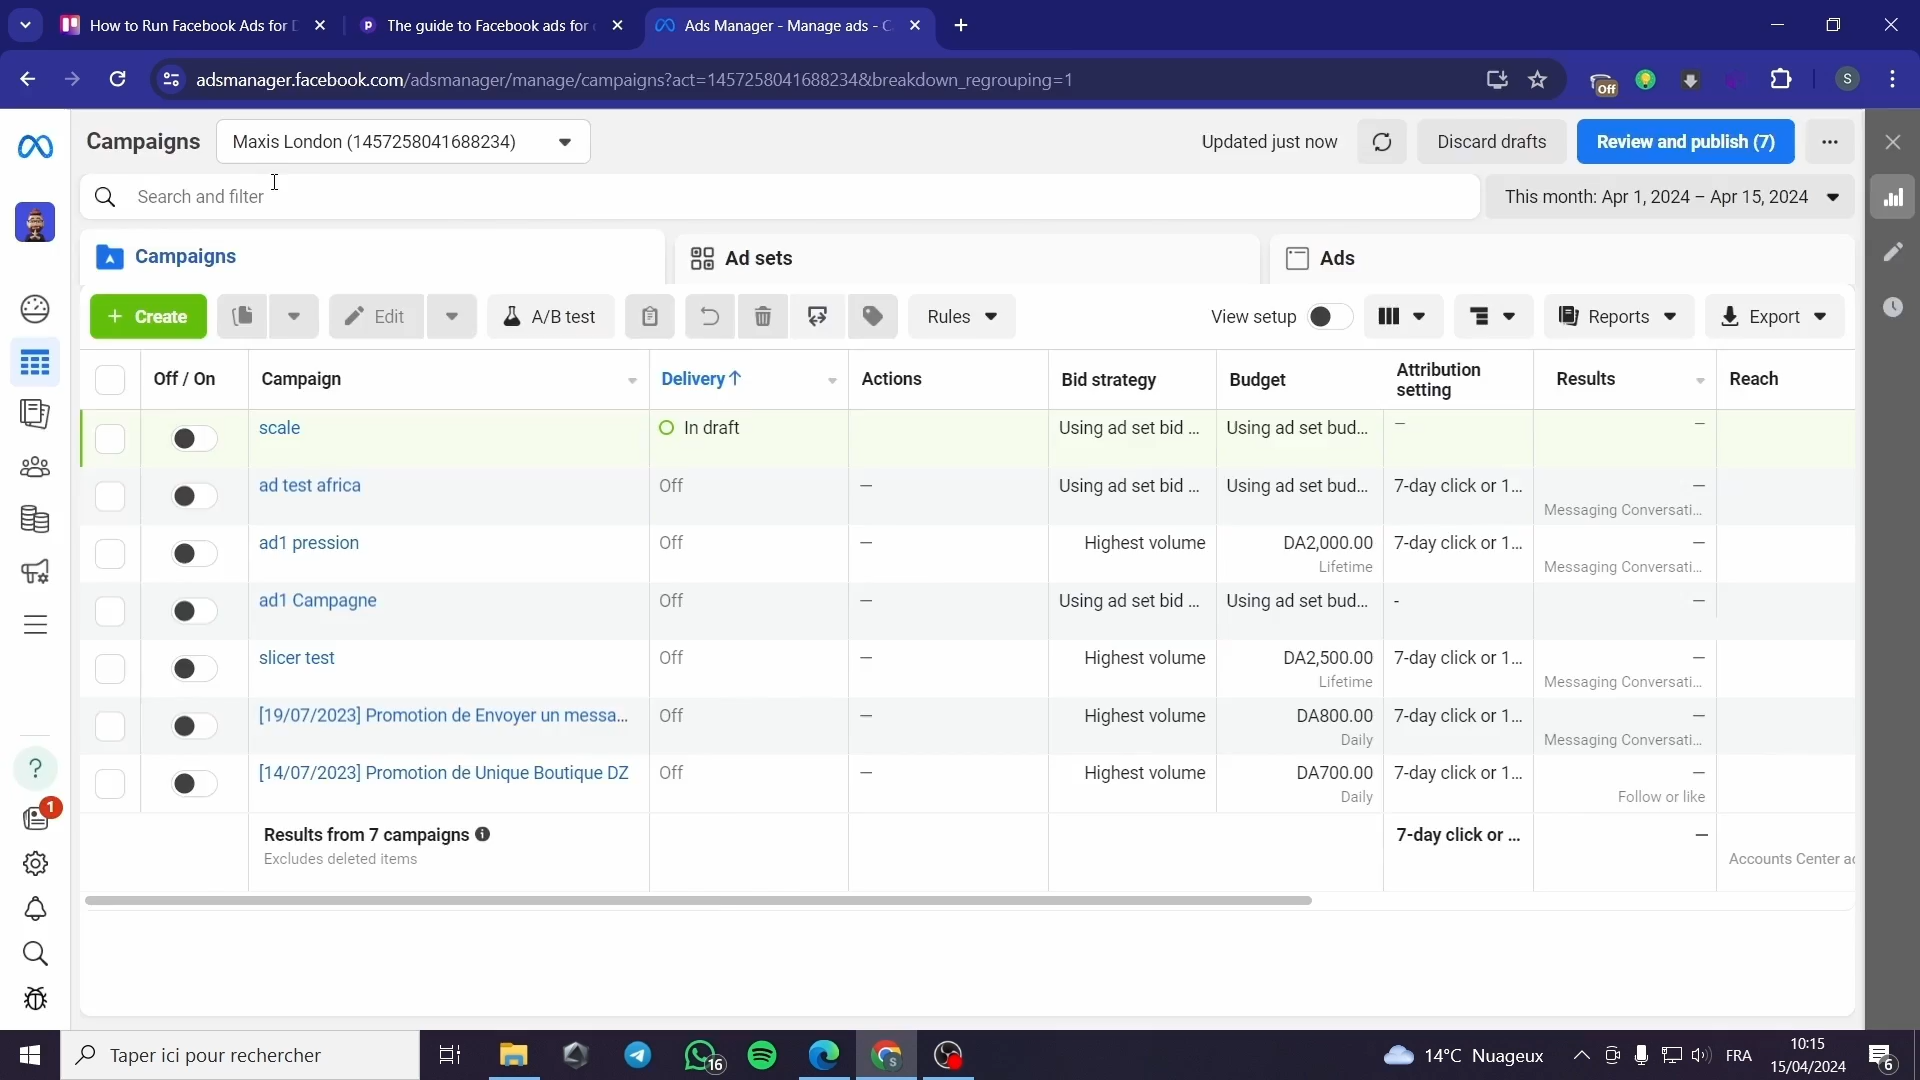 How to Run Facebook Ads for D
The guide to Facebook ads for
Ads Manager - Manage ads - C
adsmanager.facebook.com/adsmanager/manage/campaigns?act=1457258041688234&breakdown_regrouping=1
Off
S
Campaigns
Maxis London (1457258041688234)
Updated just now
Discard drafts
Review and publish (7)
Search and filter
This month: Apr 1, 2024 – Apr 15, 2024
Campaigns
Ad sets
Ads
+ Create
Edit
A/B test
Rules
View setup
Reports
Export
Off / On
Campaign
Delivery ↑
Actions
Bid strategy
Budget
Attribution setting
Results
Reach
scale
In draft
Using ad set bid ...
Using ad set bud...
—
—
ad test africa
Off
—
Using ad set bid ...
Using ad set bud...
7-day click or 1...
—
Messaging Conversati...
ad1 pression
Off
—
Highest volume
DA2,000.00
Lifetime
7-day click or 1...
—
Messaging Conversati...
ad1 Campagne
Off
—
Using ad set bid ...
Using ad set bud...
-
—
slicer test
Off
—
Highest volume
DA2,500.00
Lifetime
7-day click or 1...
—
Messaging Conversati...
[19/07/2023] Promotion de Envoyer un messa...
Off
—
Highest volume
DA800.00
Daily
7-day click or 1...
—
Messaging Conversati...
[14/07/2023] Promotion de Unique Boutique DZ
Off
—
Highest volume
DA700.00
Daily
7-day click or 1...
—
Follow or like
Results from 7 campaigns
Excludes deleted items
7-day click or ...
—
Accounts Center ac
?
1
Taper ici pour rechercher
16
S
14°C Nuageux
FRA
10:15
15/04/2024
6